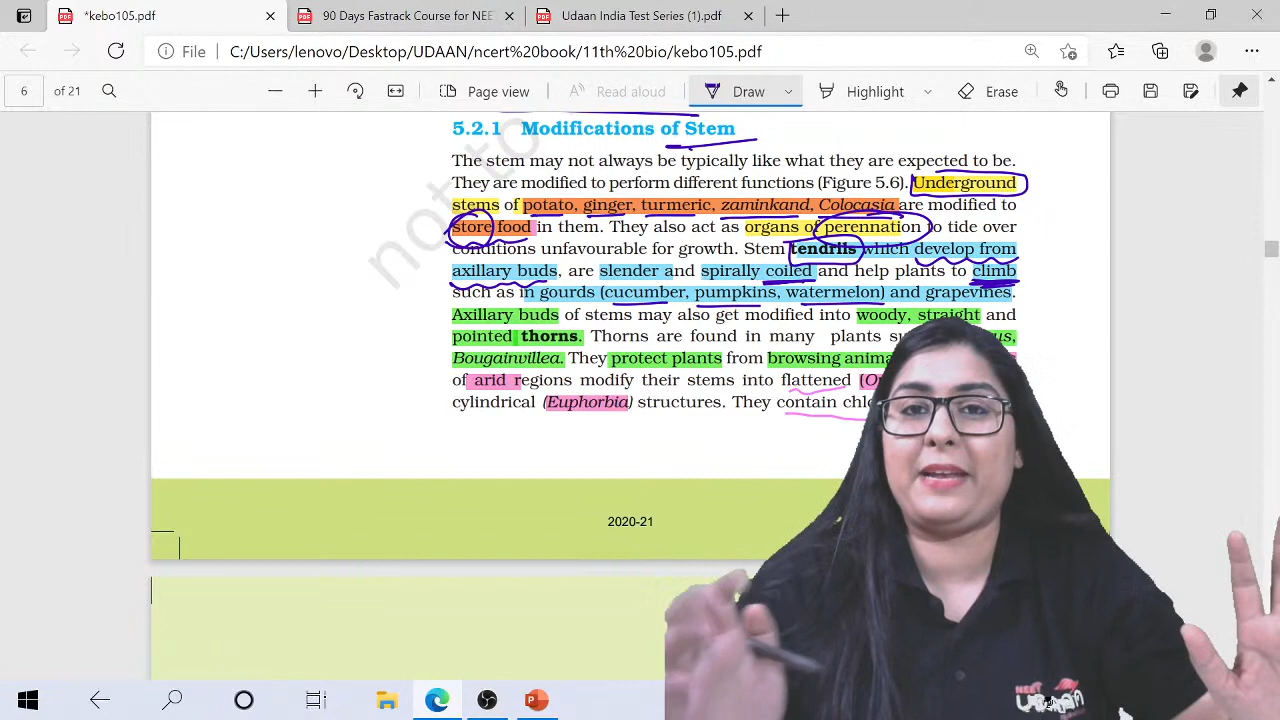 *kebo105.pdf
90 Days Fastrack Course for NEET
Udaan India Test Series (1).pdf
File C:/Users/lenovo/Desktop/UDAAN/ncert%20book/11th%20bio/kebo105.pdf
6 of 21 Page view Read aloud Draw Highlight Erase
5.2.1 Modifications of Stem
The stem may not always be typically like what they are expected to be.
They are modified to perform different functions (Figure 5.6). Underground
stems of potato, ginger, turmeric, zaminkand, Colocasia are modified to
store food in them. They also act as organs of perennation to tide over
conditions unfavourable for growth. Stem tendrils which develop from
axillary buds, are slender and spirally coiled and help plants to climb
such as in gourds (cucumber, pumpkins, watermelon) and grapevines.
Axillary buds of stems may also get modified into woody, straight and
pointed thorns. Thorns are found in many plants
Bougainvillea. They protect plants from browsing
of arid regions modify their stems into flattened
cylindrical (Euphorbia) structures. They contain
not to
2020-21
NEET
UDAAN